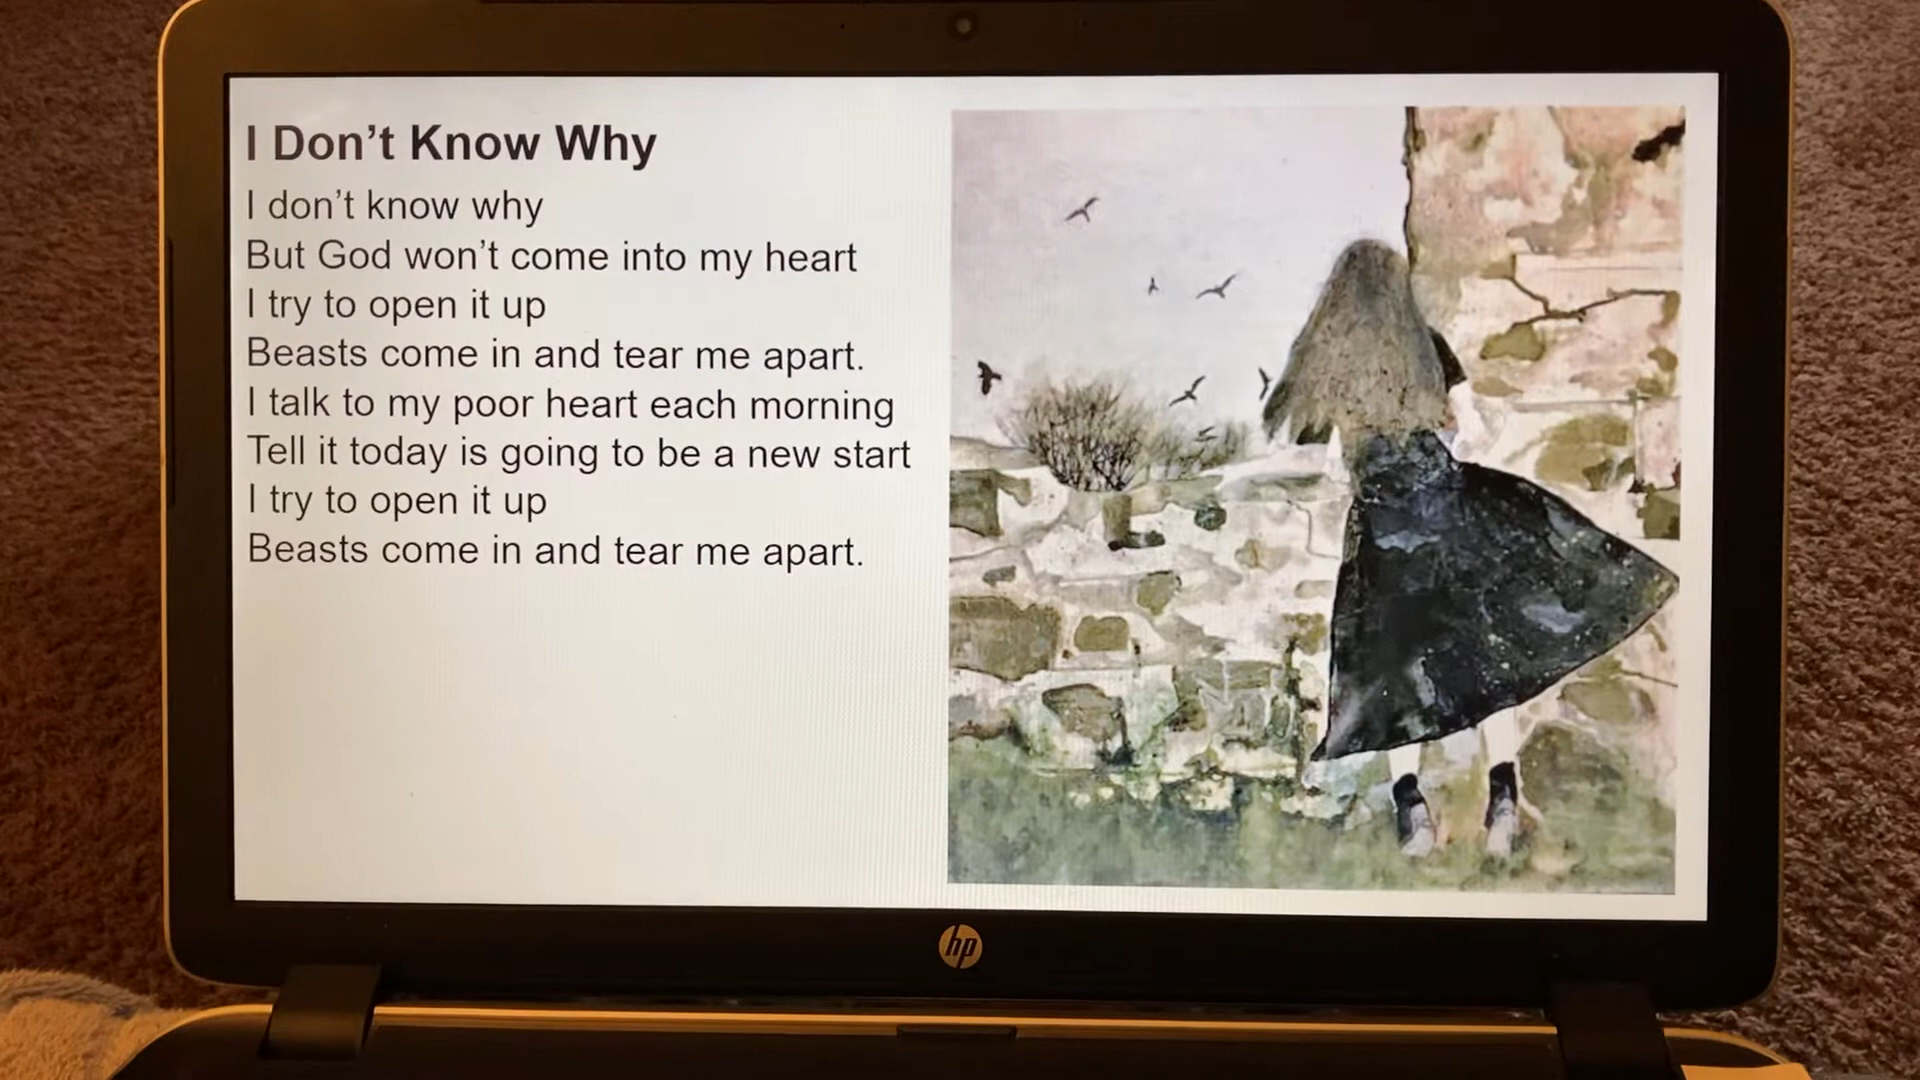 I Don’t Know Why
I don’t know why
But God won’t come into my heart
I try to open it up
Beasts come in and tear me apart.
I talk to my poor heart each morning
Tell it today is going to be a new start
I try to open it up
Beasts come in and tear me apart.
hp